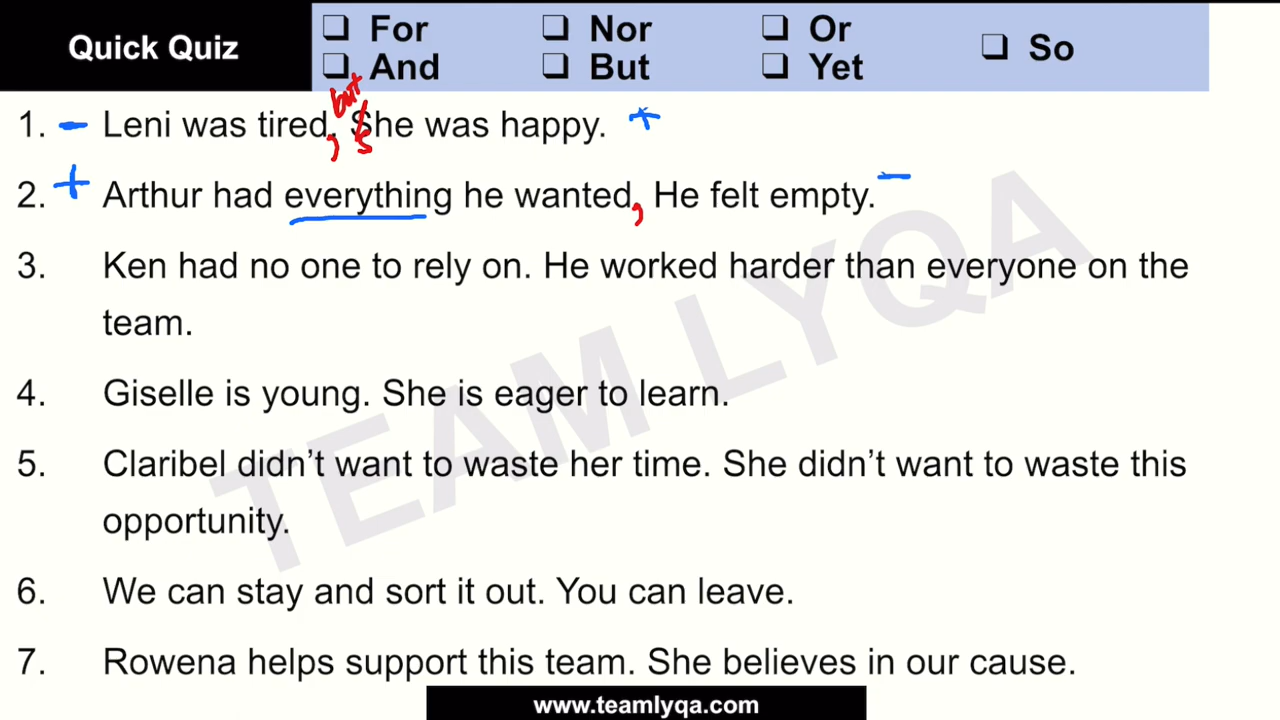 Quick Quiz
❏ For ❏ Nor ❏ Or ❏ So
❏ And ❏ But ❏ Yet
but
1. – Leni was tired. She was happy. +
, s
2. + Arthur had everything he wanted, He felt empty. –
3. Ken had no one to rely on. He worked harder than everyone on the
team.
4. Giselle is young. She is eager to learn.
5. Claribel didn’t want to waste her time. She didn’t want to waste this
opportunity.
6. We can stay and sort it out. You can leave.
7. Rowena helps support this team. She believes in our cause.
TEAM LYQA
www.teamlyqa.com